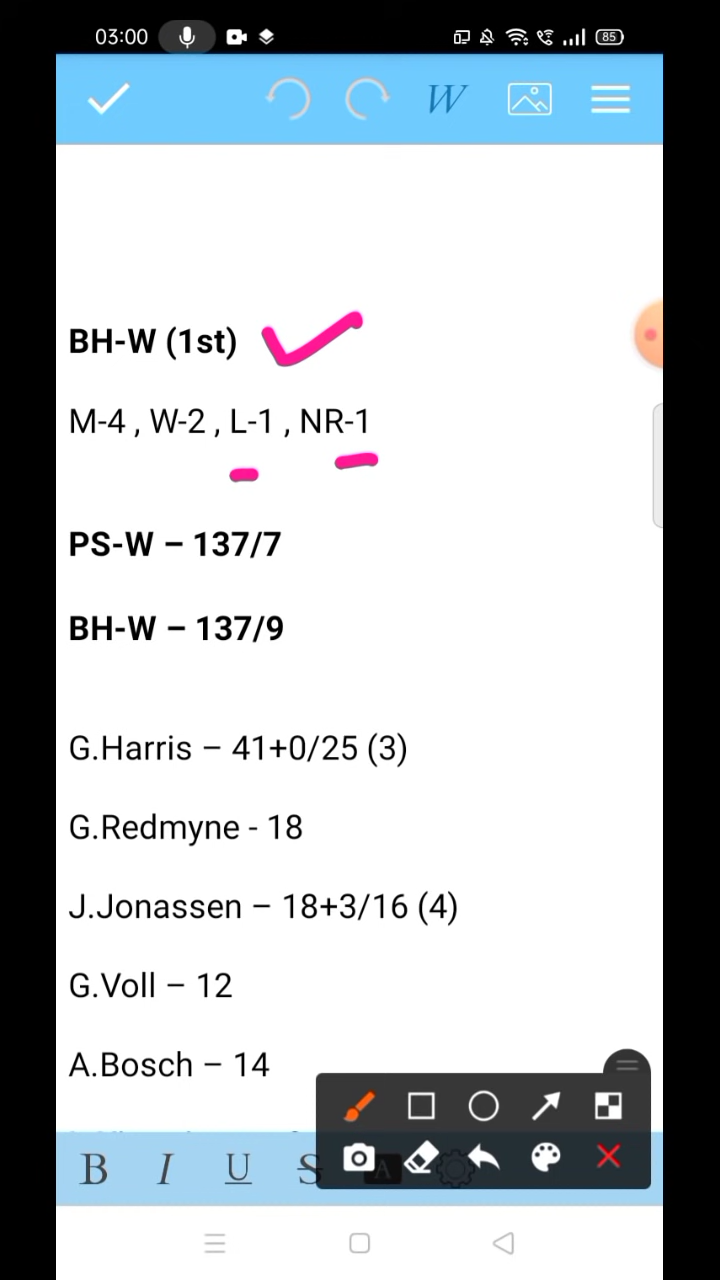 03:00
85
W
BH-W (1st)
M-4 , W-2 , L-1 , NR-1
PS-W – 137/7
BH-W – 137/9
G.Harris – 41+0/25 (3)
G.Redmyne - 18
J.Jonassen – 18+3/16 (4)
G.Voll – 12
A.Bosch – 14
B I U S A